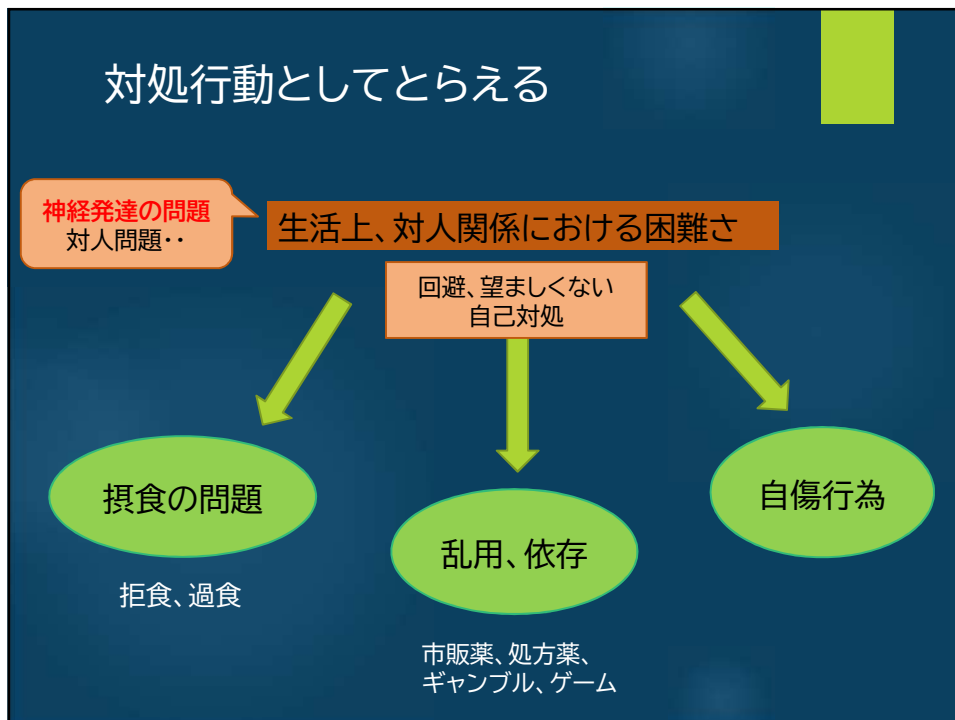 対処行動としてとらえる
神経発達の問題
対人問題・・
生活上、対人関係における困難さ
回避、望ましくない
自己対処
摂食の問題
乱用、依存
自傷行為
拒食、過食
市販薬、処方薬、
ギャンブル、ゲーム